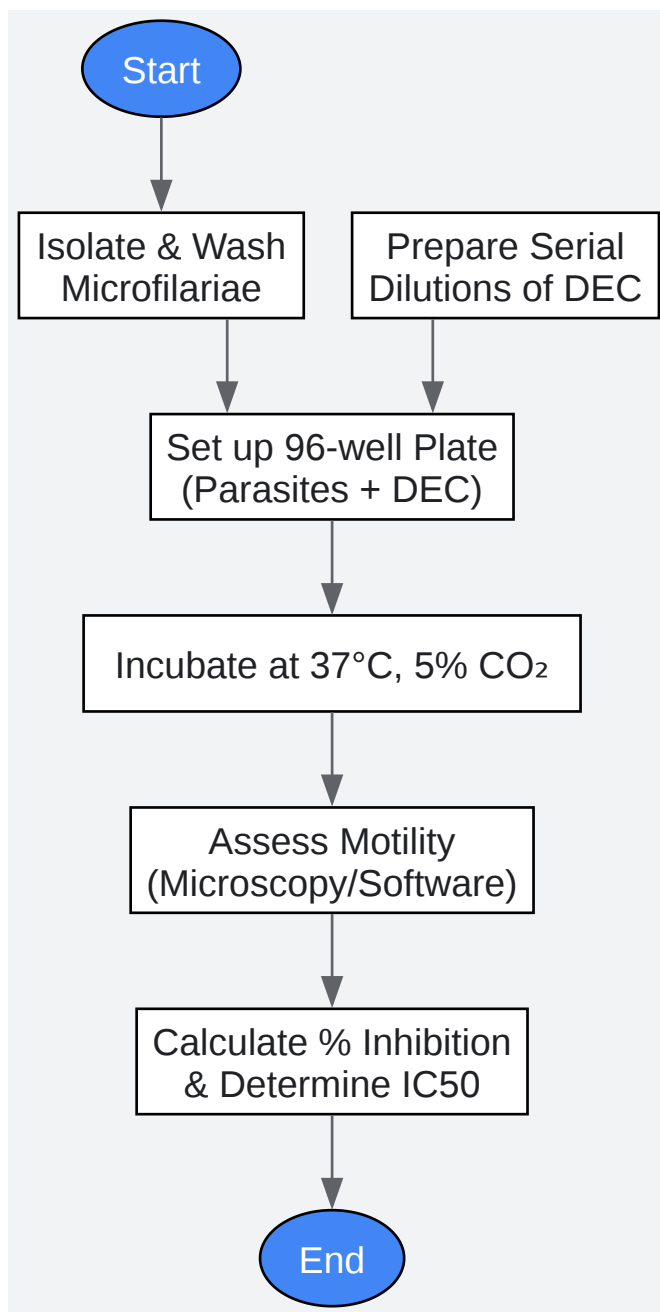 Start
Isolate & Wash
Microfilariae
Prepare Serial
Dilutions of DEC
Set up 96-well Plate
(Parasites + DEC)
Incubate at 37°C, 5% CO₂
Assess Motility
(Microscopy/Software)
Calculate % Inhibition
& Determine IC50
End